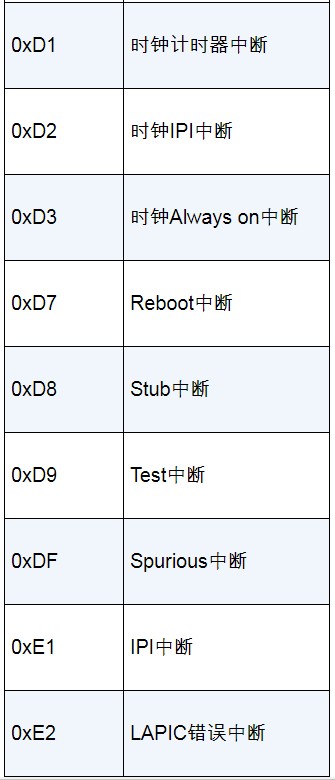 0xD1 时钟计时器中断
0xD2 时钟IPI中断
0xD3 时钟Always on中断
0xD7 Reboot中断
0xD8 Stub中断
0xD9 Test中断
0xDF Spurious中断
0xE1 IPI中断
0xE2 LAPIC错误中断